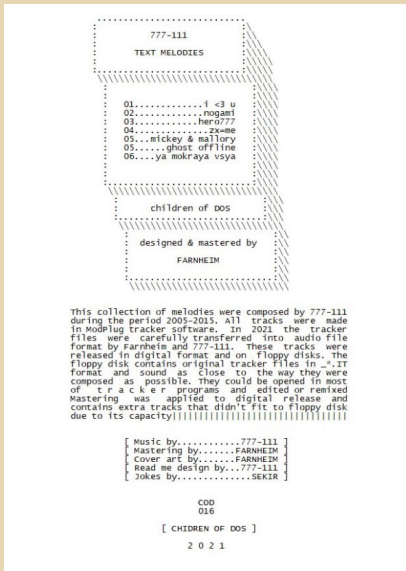 777-111
TEXT MELODIES
01.............i <3 u
02.............nogami
03............hero777
04..............zx=me
05...mickey & mallory
05......ghost offline
06....ya mokraya vsya
children of DOS
designed & mastered by
FARNHEIM
This collection of melodies were composed by 777-111
during the period 2005-2015. All tracks were made
in ModPlug tracker software. In 2021 the tracker
files were carefully transferred into audio file
format by Farnheim and 777-111. These tracks were
released in digital format and on floppy disks. The
floppy disk contains original tracker files in _*.IT
format and sound as close to the way they were
composed as possible. They could be opened in most
of t r a c k e r programs and edited or remixed
Mastering was applied to digital release and
contains extra tracks that didn't fit to floppy disk
due to its capacity||||||||||||||||||||||||||||||||
[ Music by............777-111 ]
[ Mastering by.......FARNHEIM ]
[ Cover art by.......FARNHEIM ]
[ Read me design by...777-111 ]
[ Jokes by..............SEKIR ]
COD
016
[ CHIDREN OF DOS ]
2 0 2 1